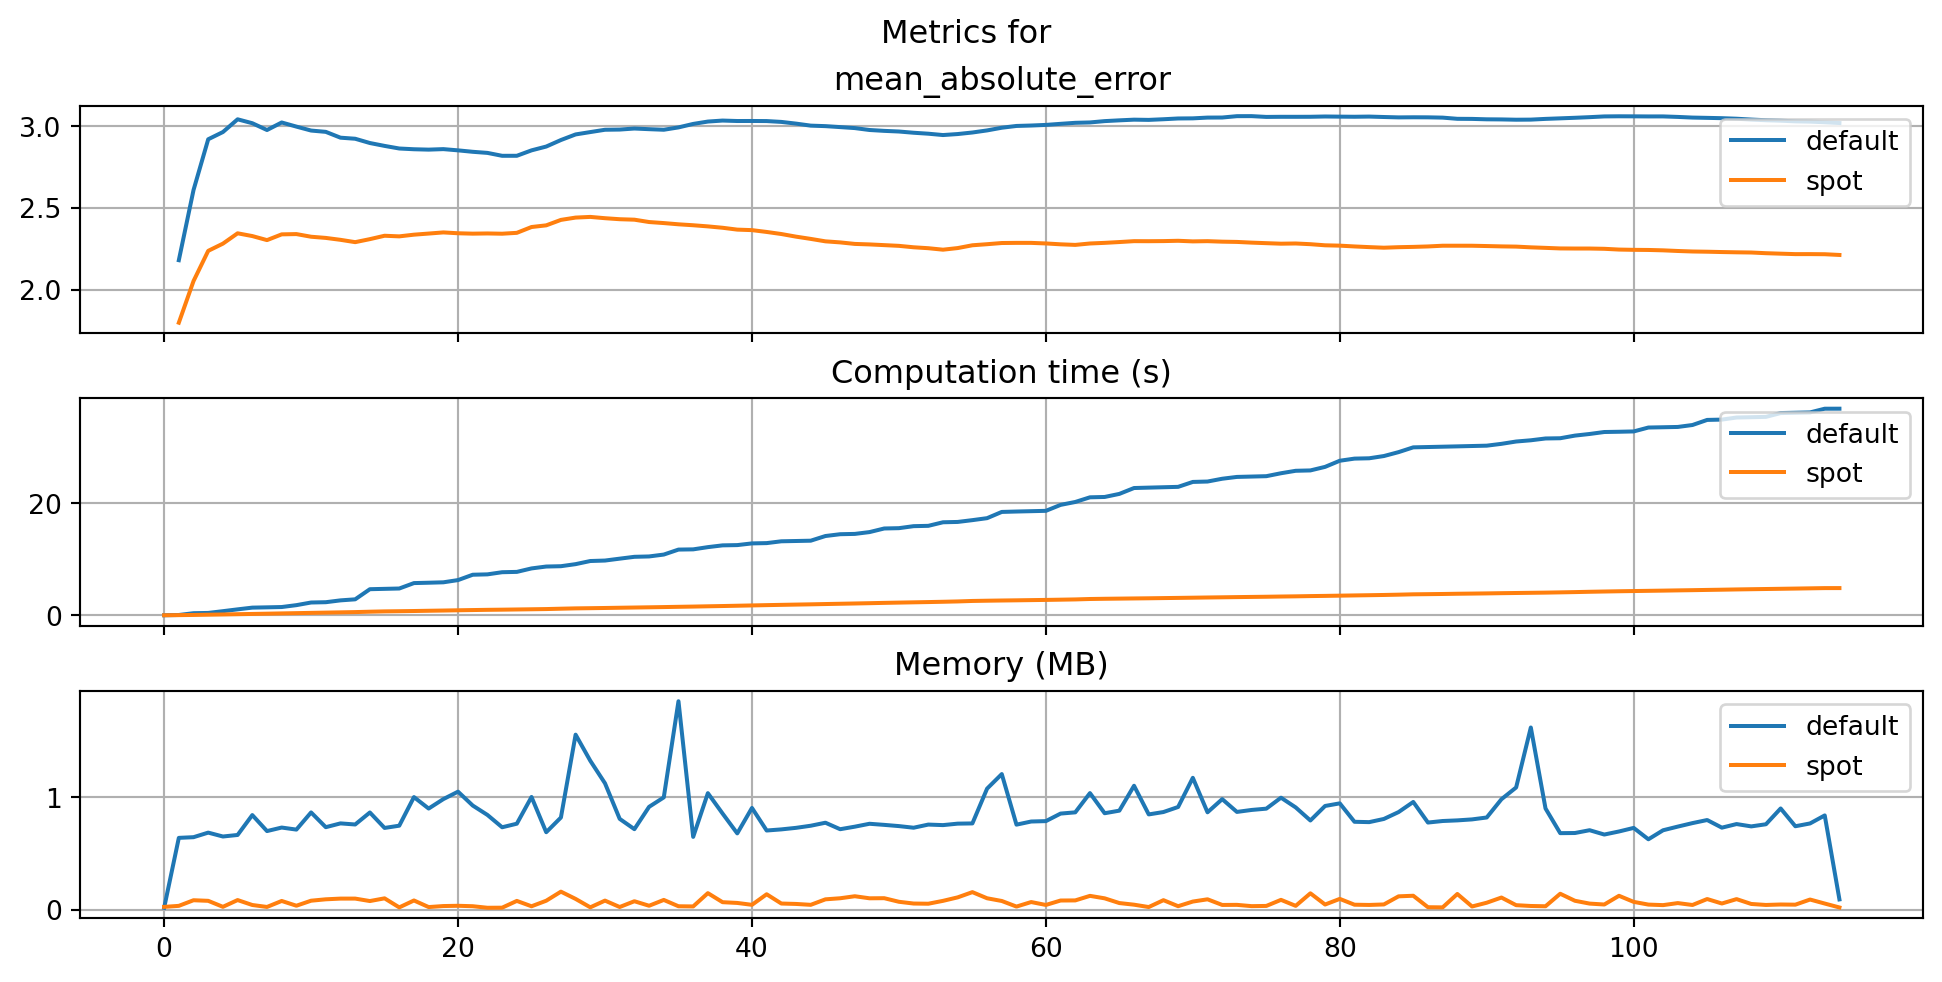 Metrics for
mean_absolute_error
3.0
2.5
2.0
default
spot
Computation time (s)
20
0
default
spot
Memory (MB)
1
0
default
spot
0 20 40 60 80 100